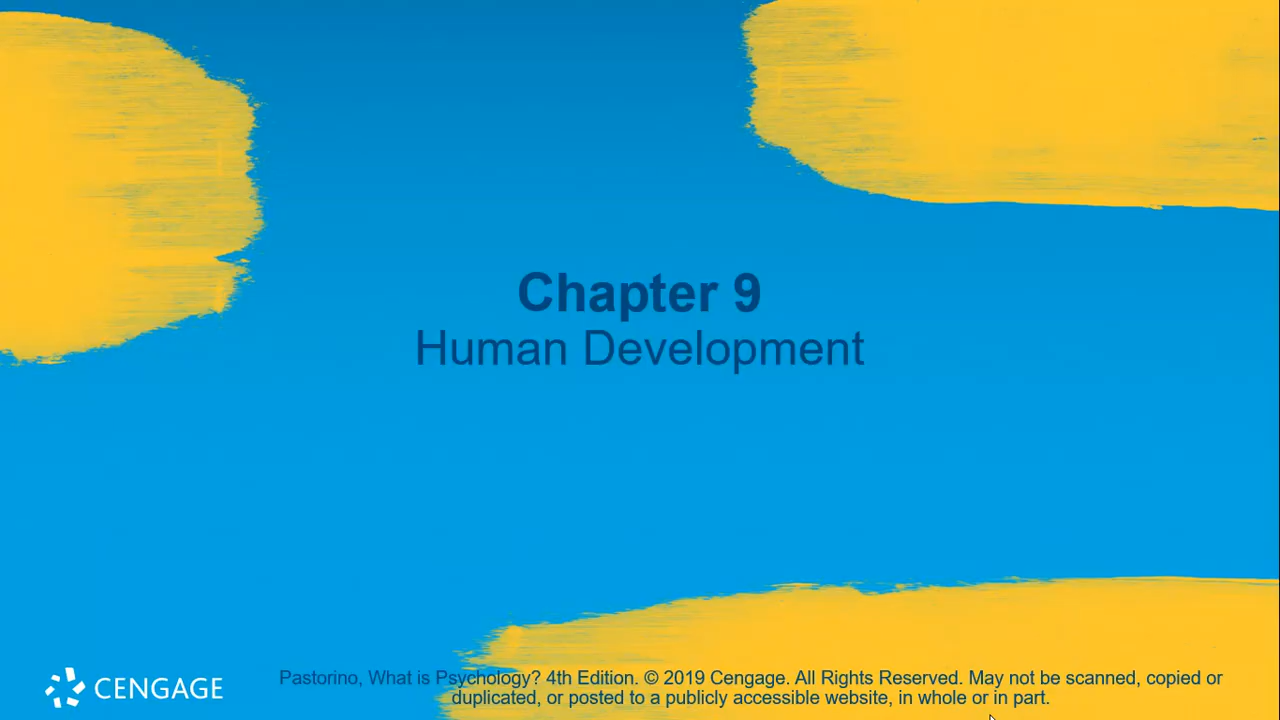 Chapter 9
Human Development
CENGAGE
Pastorino, What is Psychology? 4th Edition. © 2019 Cengage. All Rights Reserved. May not be scanned, copied or
duplicated, or posted to a publicly accessible website, in whole or in part.